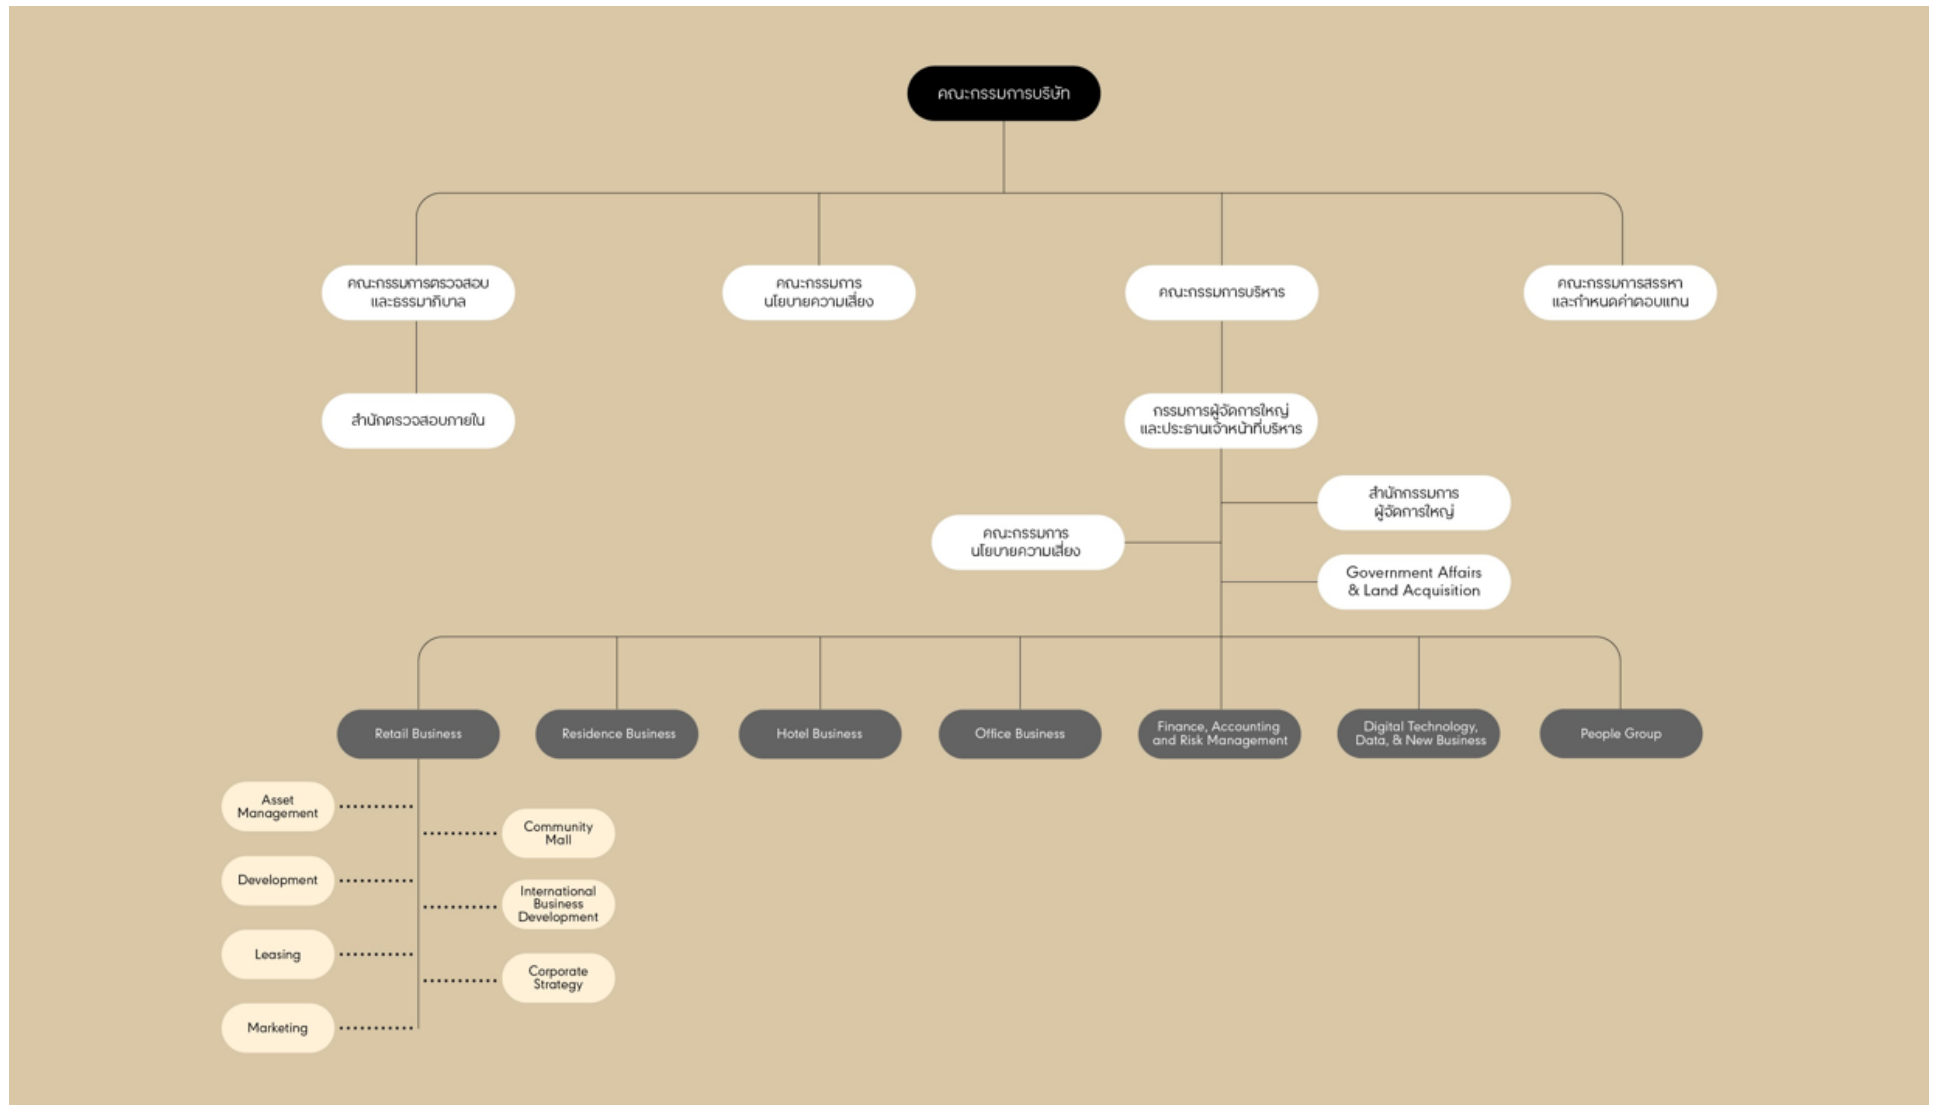 คณะกรรมการบริษัท
คณะกรรมการตรวจสอบ
และธรรมาภิบาล
คณะกรรมการ
นโยบายความเสี่ยง
คณะกรรมการบริหาร
คณะกรรมการสรรหา
และกำหนดค่าตอบแทน
สำนักตรวจสอบภายใน
กรรมการผู้จัดการใหญ่
และประธานเจ้าหน้าที่บริหาร
สำนักกรรมการ
ผู้จัดการใหญ่
คณะกรรมการ
นโยบายความเสี่ยง
Government Affairs
& Land Acquisition
Retail Business
Residence Business
Hotel Business
Office Business
Finance, Accounting
and Risk Management
Digital Technology,
Data, & New Business
People Group
Asset
Management
Community
Mall
Development
International
Business
Development
Leasing
Corporate
Strategy
Marketing